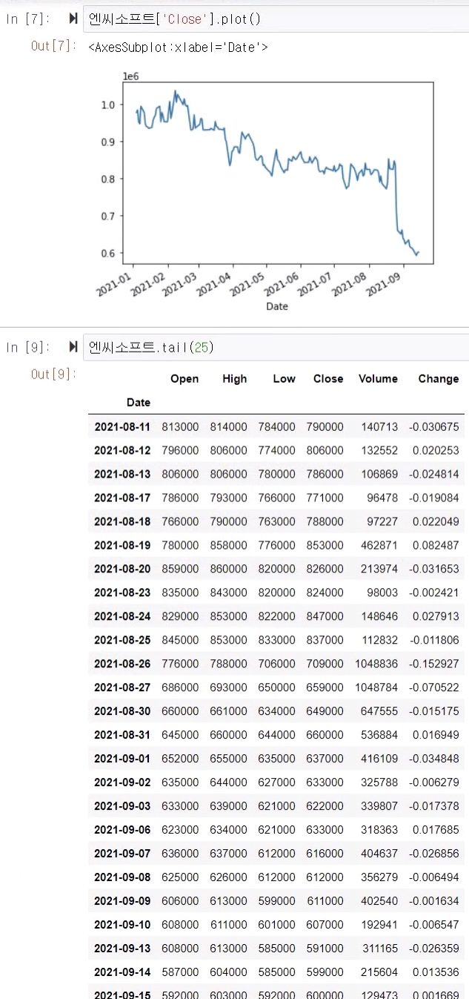 In [7]: 엔씨소프트['Close'].plot()
Out[7]: <AxesSubplot:xlabel='Date'>
1e6
1.0
0.9
0.8
0.7
0.6
2021-01 2021-02 2021-03 2021-04 2021-05 2021-06 2021-07 2021-08 2021-09
Date
In [9]: 엔씨소프트.tail(25)
Out[9]:
Open High Low Close Volume Change
Date
2021-08-11 813000 814000 784000 790000 140713 -0.030675
2021-08-12 796000 806000 774000 806000 132552 0.020253
2021-08-13 806000 806000 780000 786000 106869 -0.024814
2021-08-17 786000 793000 766000 771000 96478 -0.019084
2021-08-18 766000 790000 763000 788000 97227 0.022049
2021-08-19 780000 858000 776000 853000 462871 0.082487
2021-08-20 859000 860000 820000 826000 213974 -0.031653
2021-08-23 835000 843000 820000 824000 98003 -0.002421
2021-08-24 829000 853000 822000 847000 148646 0.027913
2021-08-25 845000 853000 833000 837000 112832 -0.011806
2021-08-26 776000 788000 706000 709000 1048836 -0.152927
2021-08-27 686000 693000 650000 659000 1048784 -0.070522
2021-08-30 660000 661000 634000 649000 647555 -0.015175
2021-08-31 645000 660000 644000 660000 536884 0.016949
2021-09-01 652000 655000 635000 637000 416109 -0.034848
2021-09-02 635000 644000 627000 633000 325788 -0.006279
2021-09-03 633000 639000 621000 622000 339807 -0.017378
2021-09-06 623000 634000 621000 633000 318363 0.017685
2021-09-07 636000 637000 612000 616000 404637 -0.026856
2021-09-08 625000 626000 612000 612000 356279 -0.006494
2021-09-09 606000 613000 599000 611000 402540 -0.001634
2021-09-10 608000 611000 601000 607000 192941 -0.006547
2021-09-13 608000 613000 585000 591000 311165 -0.026359
2021-09-14 587000 604000 585000 599000 215604 0.013536
2021-09-15 592000 603000 592000 600000 129473 0.001669